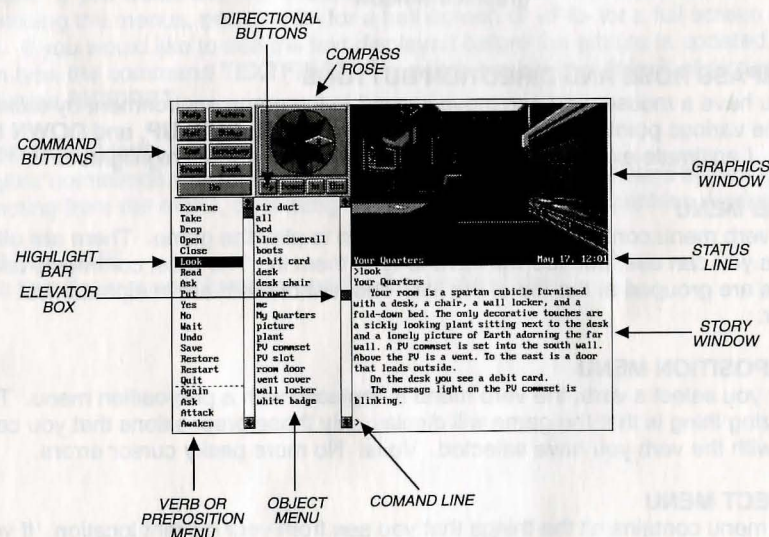 DIRECTIONAL
BUTTONS
COMPASS
ROSE
COMMAND
BUTTONS
Help
Status
Look
Do
Up Down In Out
GRAPHICS
WINDOW
HIGHLIGHT
BAR
ELEVATOR
BOX
Examine
Take
Drop
Open
Close
Look
Read
Ask
Put
Yes
No
Wait
Undo
Save
Restore
Restart
Quit
Again
Ask
Attack
Awaken
air duct
all
bed
blue coverall
boots
debit card
desk
desk chair
drawer
me
My Quarters
picture
plant
PV commset
PV slot
room door
vent cover
wall locker
white badge
Your Quarters May 17, 12:01
>look
Your Quarters
Your room is a spartan cubicle furnished
with a desk, a chair, a wall locker, and a
fold-down bed. The only decorative touches are
a sickly looking plant sitting next to the desk
and a lonely picture of Earth adorning the far
wall. A PV commset is set into the south wall.
Above the PV is a vent. To the east is a door
that leads outside.
On the desk you see a debit card.
The message light on the PV commset is
blinking.
>
STATUS
LINE
STORY
WINDOW
VERB OR
PREPOSITION
MENU
OBJECT
MENU
COMAND LINE